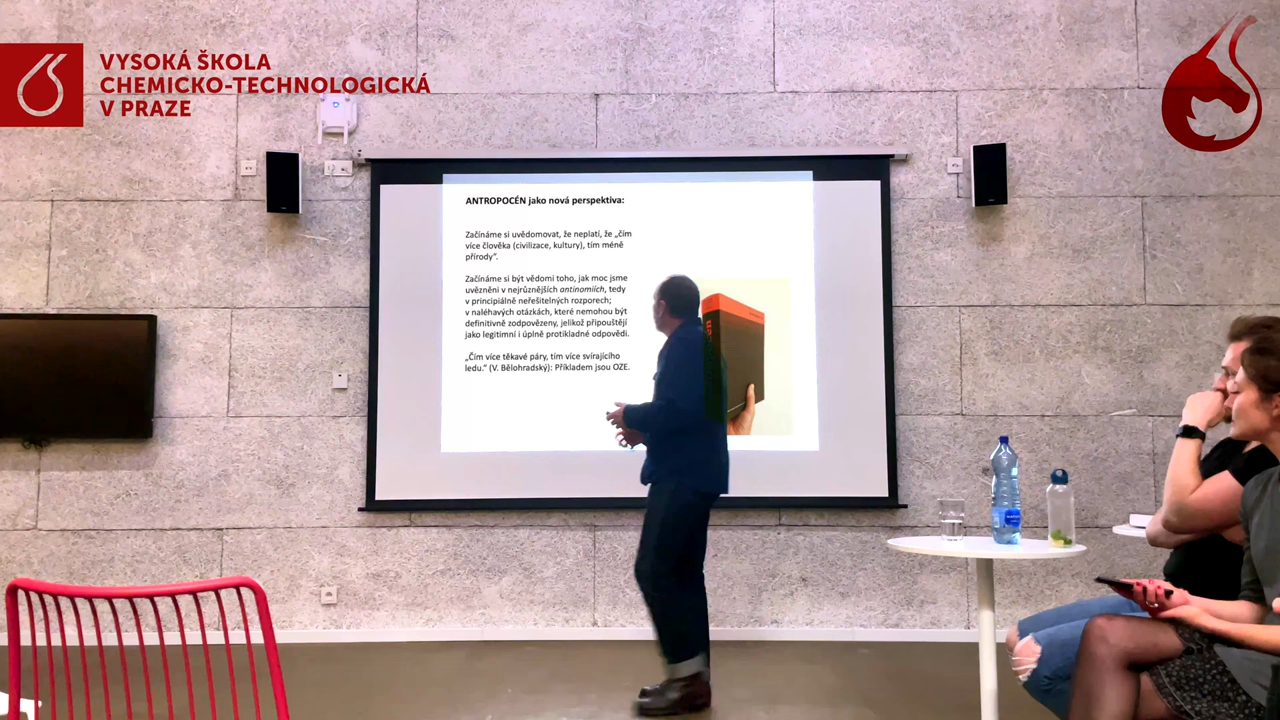 VYSOKÁ ŠKOLA
CHEMICKO-TECHNOLOGICKÁ
V PRAZE
ANTROPOCÉN jako nová perspektiva:
Začínáme si uvědomovat, že neplatí, že „čím
více člověka (civilizace, kultury), tím méně
přírody“.
Začínáme si být vědomi toho, jak moc jsme
uvězněni v nejrůznějších antinomiích, tedy
v principiálně neřešitelných rozporech;
v naléhavých otázkách, které nemohou být
definitivně zodpovězeny, jelikož připouštějí
jako legitimní i úplně protikladné odpovědi.
„Čím více těkavé páry, tím více svírajícího
ledu.“ (V. Bělohradský): Příkladem jsou OZE.